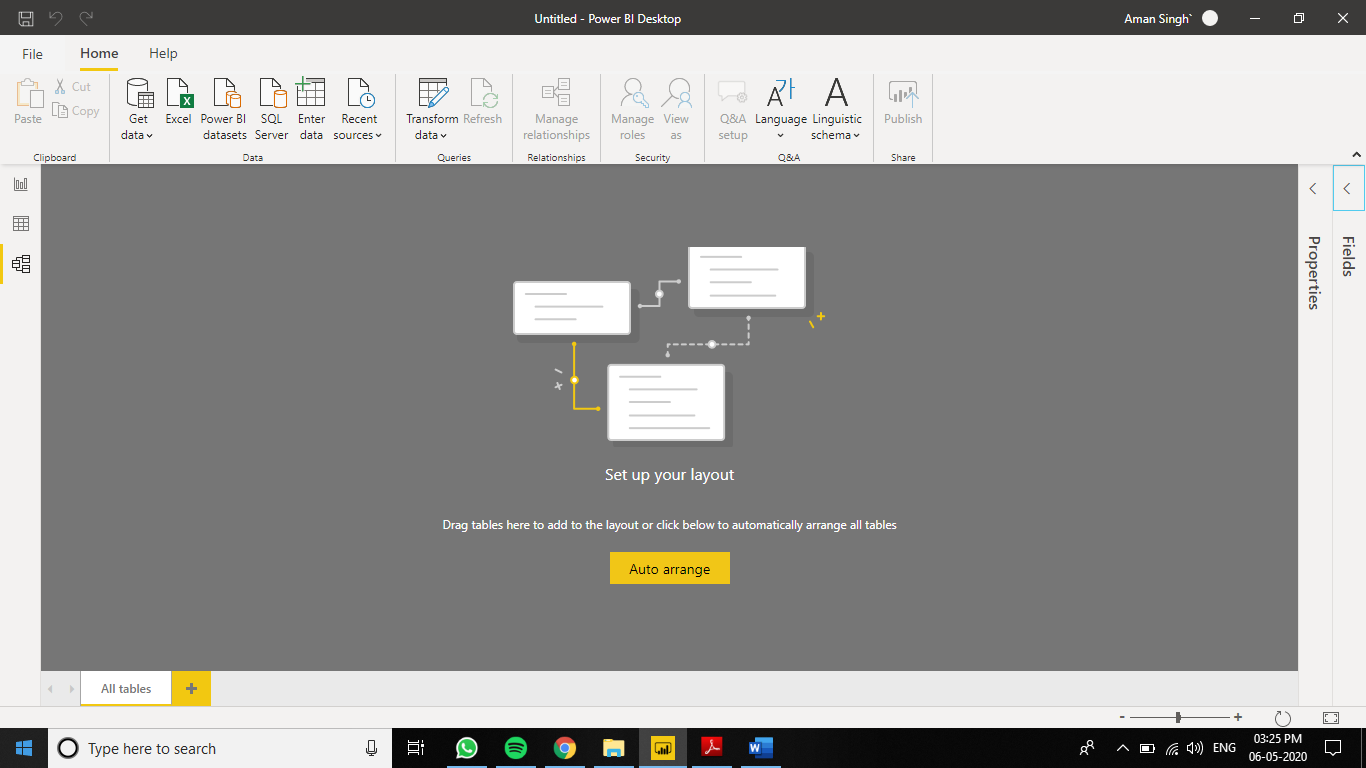 Untitled - Power BI Desktop
Aman Singh`
File
Home
Help
Paste
Cut
Copy
Clipboard
Get
data
Excel
Power BI
datasets
SQL
Server
Enter
data
Recent
sources
Data
Transform
data
Refresh
Queries
Manage
relationships
Relationships
Manage
roles
View
as
Security
Q&A
setup
A가
Language
A
Linguistic
schema
Q&A
Publish
Share
Properties
Fields
Set up your layout
Drag tables here to add to the layout or click below to automatically arrange all tables
Auto arrange
All tables
+
- +
Type here to search
ENG
03:25 PM
06-05-2020